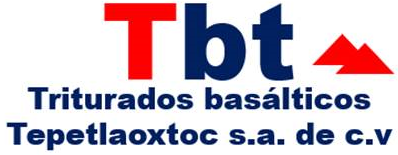 Tbt
Triturados basálticos
Tepetlaoxtoc s.a. de c.v